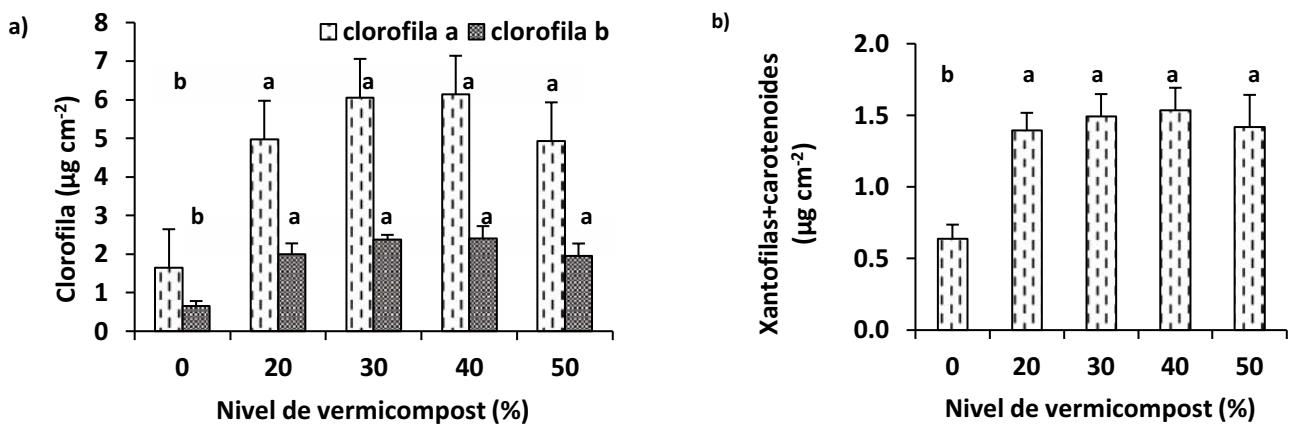 a)
clorofila a clorofila b
Clorofila (µg cm-2)
8
7
6
5
4
3
2
1
0
b a a a a
b a a a a
0 20 30 40 50
Nivel de vermicompost (%)
b)
Xantofilas+carotenoides
(µg cm-2)
2.0
1.5
1.0
0.5
0.0
b a a a a
0 20 30 40 50
Nivel de vermicompost (%)